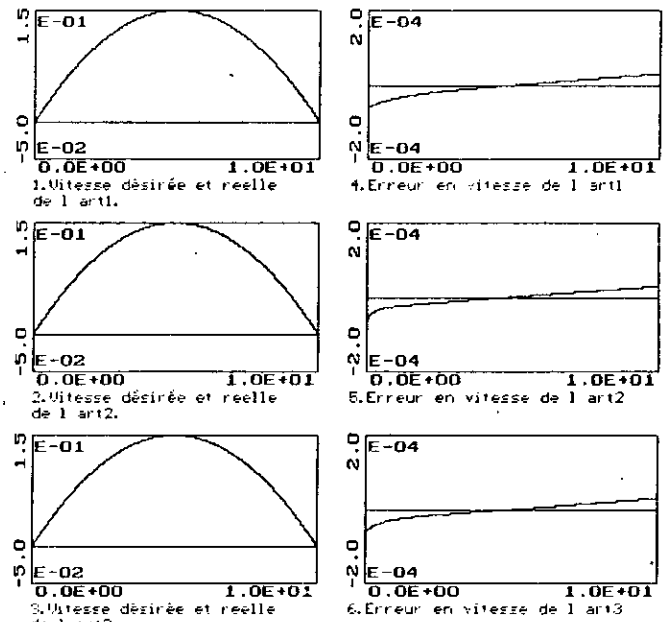 1.5
E-01
-5.0
E-02
0.0E+00 1.0E+01
1.Vitesse désirée et reelle
de l art1.
2.0
E-04
-2.0
E-04
0.0E+00 1.0E+01
4.Erreur en vitesse de l art1
1.5
E-01
-5.0
E-02
0.0E+00 1.0E+01
2.Vitesse désirée et reelle
de l art2.
2.0
E-04
-2.0
E-04
0.0E+00 1.0E+01
5.Erreur en vitesse de l art2
1.5
E-01
-5.0
E-02
0.0E+00 1.0E+01
3.Vitesse désirée et reelle
2.0
E-04
-2.0
E-04
0.0E+00 1.0E+01
6.Erreur en vitesse de l art3